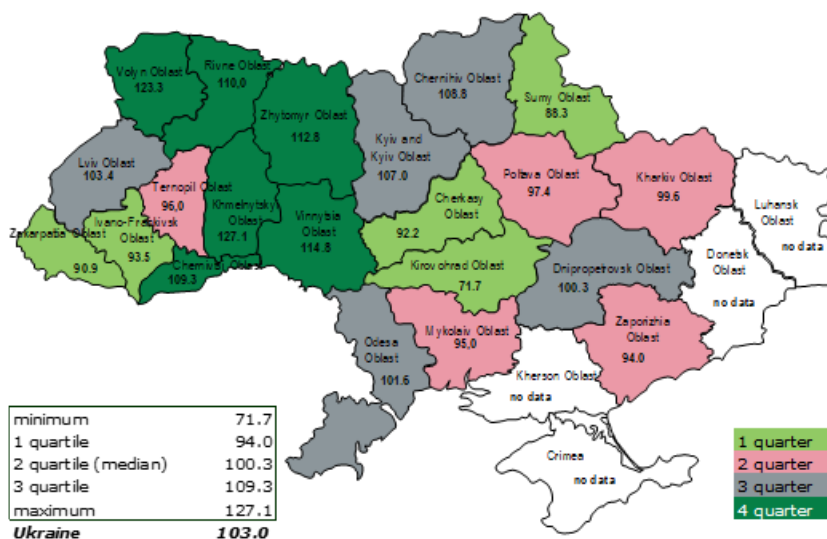 Volyn Oblast
123.3
Rivne Oblast
110,0
Zhytomyr Oblast
112.8
Kyiv and
Kyiv Oblast
107.0
Chernihiv Oblast
108.8
Sumy Oblast
88.3
Lviv Oblast
103.4
Ternopil Oblast
96,0
Khmelnytskyi
Oblast
127.1
Vinnytsia
Oblast
114.8
Cherkasy
Oblast
92.2
Poltava Oblast
97.4
Kharkiv Oblast
99.6
Luhansk
Oblast
no data
Zakarpattia Oblast
90.9
Ivano-Frankivsk
Oblast
93.5
Chernivtsi Oblast
109.3
Kirovohrad Oblast
71.7
Dnipropetrovsk Oblast
100.3
Donetsk
Oblast
no data
Odesa
Oblast
101.6
Mykolaiv Oblast
95,0
Zaporizhia
Oblast
94.0
Kherson Oblast
no data
Crimea
no data
minimum 71.7
1 quartile 94.0
2 quartile (median) 100.3
3 quartile 109.3
maximum 127.1
Ukraine 103.0
1 quarter
2 quarter
3 quarter
4 quarter